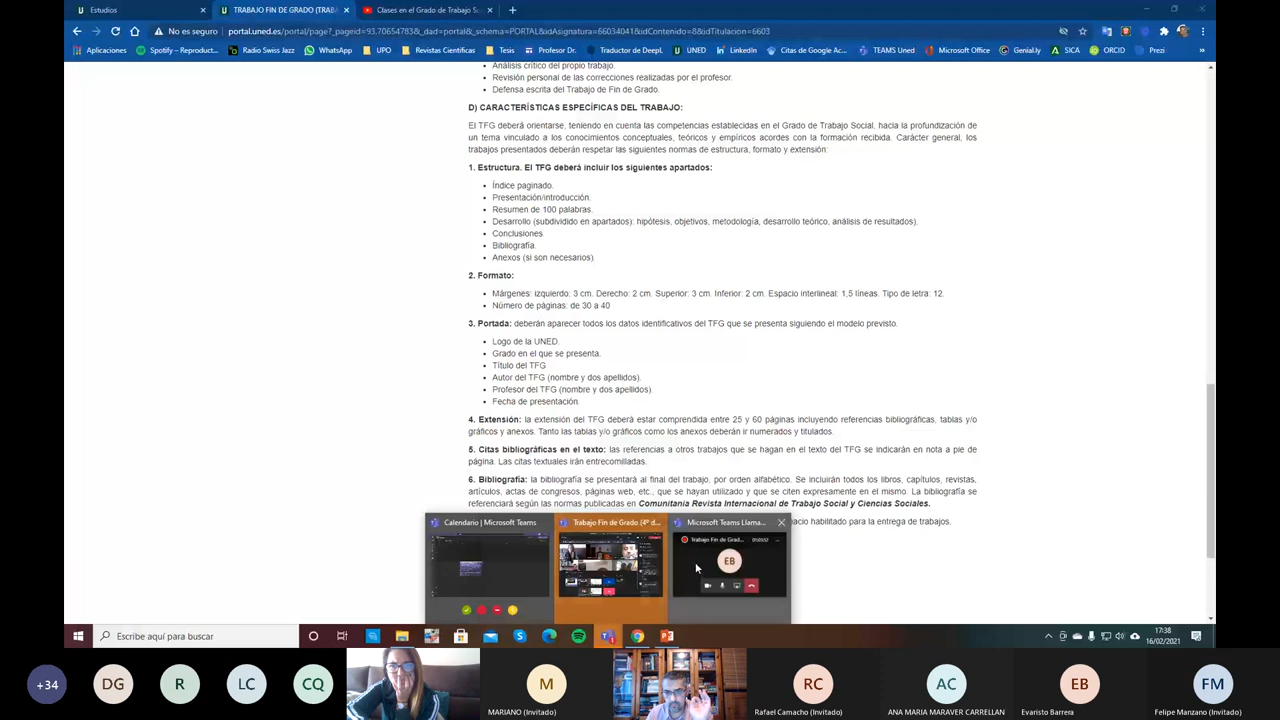 Estudios
TRABAJO FIN DE GRADO (TRABA
Clases en el Grado de Trabajo So
No es seguro | portal.uned.es/portal/page?_pageid=93,70654783&_dad=portal&_schema=PORTAL&idAsignatura=66034041&idContenido=8&idTitulacion=6603
Aplicaciones
Spotify – Reproduct...
Radio Swiss Jazz
WhatsApp
UPO
Revistas Científicas
Tests
Profesor Dr.
Traductor de DeepL
UNED
LinkedIn
Citas de Google Ac...
TEAMS Uned
Microsoft Office
Genial.ly
SICA
ORCID
Prezi
Análisis crítico del propio trabajo.
Revisión personal de las correcciones realizadas por el profesor.
Defensa escrita del Trabajo de Fin de Grado.
D) CARACTERÍSTICAS ESPECÍFICAS DEL TRABAJO:
El TFG deberá orientarse, teniendo en cuenta las competencias establecidas en el Grado de Trabajo Social, hacia la profundización de
un tema vinculado a los conocimientos conceptuales, teóricos y empíricos acordes con la formación recibida. Carácter general, los
trabajos presentados deberán respetar las siguientes normas de estructura, formato y extensión:
1. Estructura. El TFG deberá incluir los siguientes apartados:
Índice paginado.
Presentación/introducción.
Resumen de 100 palabras.
Desarrollo (subdividido en apartados): hipótesis, objetivos, metodología, desarrollo teórico, análisis de resultados).
Conclusiones.
Bibliografía.
Anexos (si son necesarios).
2. Formato:
Márgenes: izquierdo: 3 cm. Derecho: 2 cm. Superior: 3 cm. Inferior: 2 cm. Espacio interlineal: 1,5 líneas. Tipo de letra: 12.
Número de páginas: de 30 a 40
3. Portada: deberán aparecer todos los datos identificativos del TFG que se presenta siguiendo el modelo previsto.
Logo de la UNED.
Grado en el que se presenta.
Título del TFG
Autor del TFG (nombre y dos apellidos).
Profesor del TFG (nombre y dos apellidos).
Fecha de presentación.
4. Extensión: la extensión del TFG deberá estar comprendida entre 25 y 60 páginas incluyendo referencias bibliográficas, tablas y/o
gráficos y anexos. Tanto las tablas y/o gráficos como los anexos deberán ir numerados y titulados.
5. Citas bibliográficas en el texto: las referencias a otros trabajos que se hagan en el texto del TFG se indicarán en nota a pie de
página. Las citas textuales irán entrecomilladas.
6. Bibliografía: la bibliografía se presentará al final del trabajo, por orden alfabético. Se incluirán todos los libros, capítulos, revistas,
artículos, actas de congresos, páginas web, etc., que se hayan utilizado y que se citen expresamente en el mismo. La bibliografía se
referenciará según las normas publicadas en Comunitania Revista Internacional de Trabajo Social y Ciencias Sociales.
pacio habilitado para la entrega de trabajos.
Calendario | Microsoft Teams
Trabajo Fin de Grado (4º d...
Microsoft Teams Llama...
Trabajo Fin de Grad...
EB
Escribe aquí para buscar
17:38
16/02/2021
+34
DG
R
LC
CQ
M
RC
AC
EB
FM
MARIANO (Invitado)
Rafael Camacho (Invitado)
ANA MARIA MARAVER CARRELLAN
Evaristo Barrera
Felipe Manzano (Invitado)